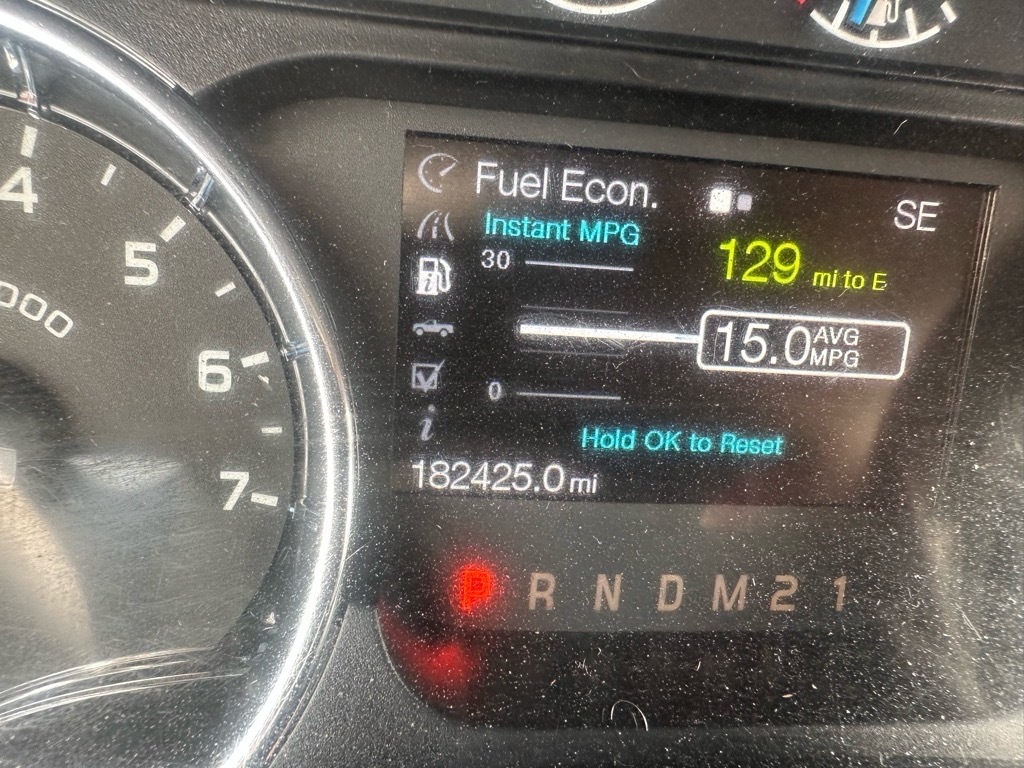 4
5
6
7
000
Fuel Econ.
SE
Instant MPG
30
129 mi to E
15.0 AVG MPG
0
Hold OK to Reset
182425.0 mi
P R N D M 2 1